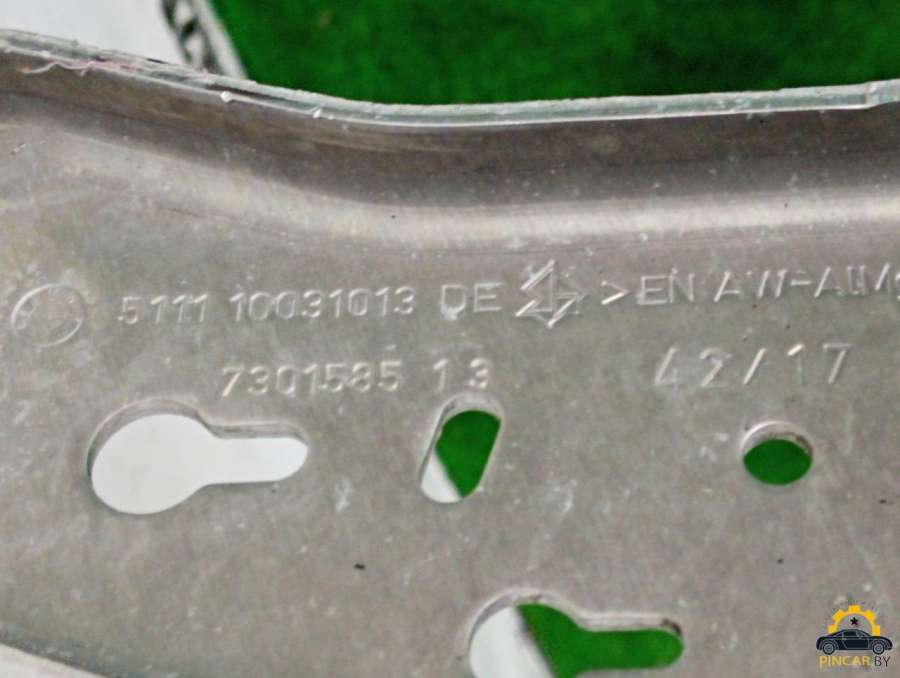 5111 10031013 DE >EN AW-AlMg
7301585 13 42/17
PINCAR.BY